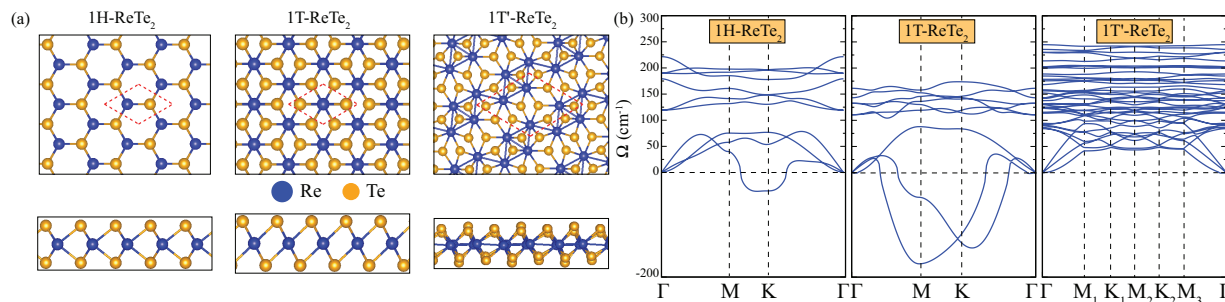 (a)
1H-ReTe₂
1T-ReTe₂
1T'-ReTe₂
Re
Te
(b)
Ω (cm⁻¹)
300
250
200
150
100
50
0
-200
1H-ReTe₂
1T-ReTe₂
1T'-ReTe₂
Γ M K Γ
Γ M K Γ
Γ M₁ K₁ M₂ K₂ M₃ Γ